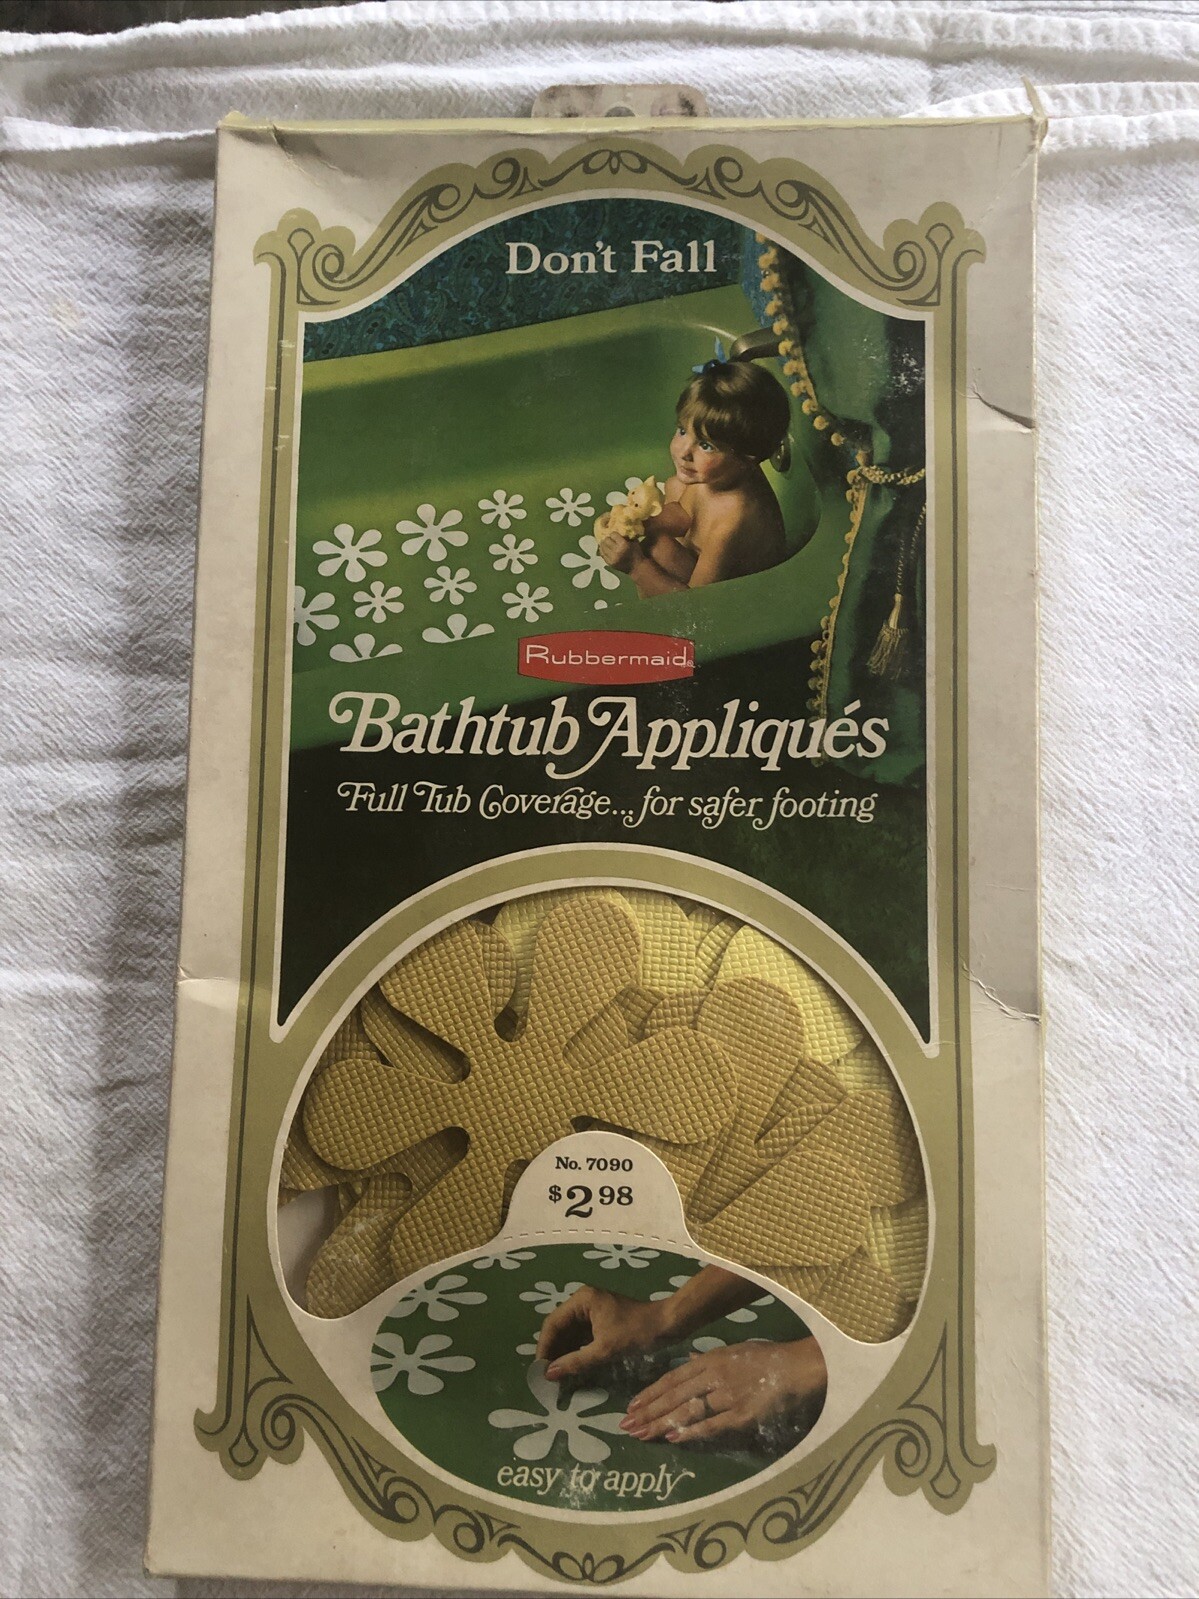 Don't Fall
Rubbermaid®
Bathtub Appliqués
Full Tub Coverage... for safer footing
No. 7090
$2 98
easy to apply